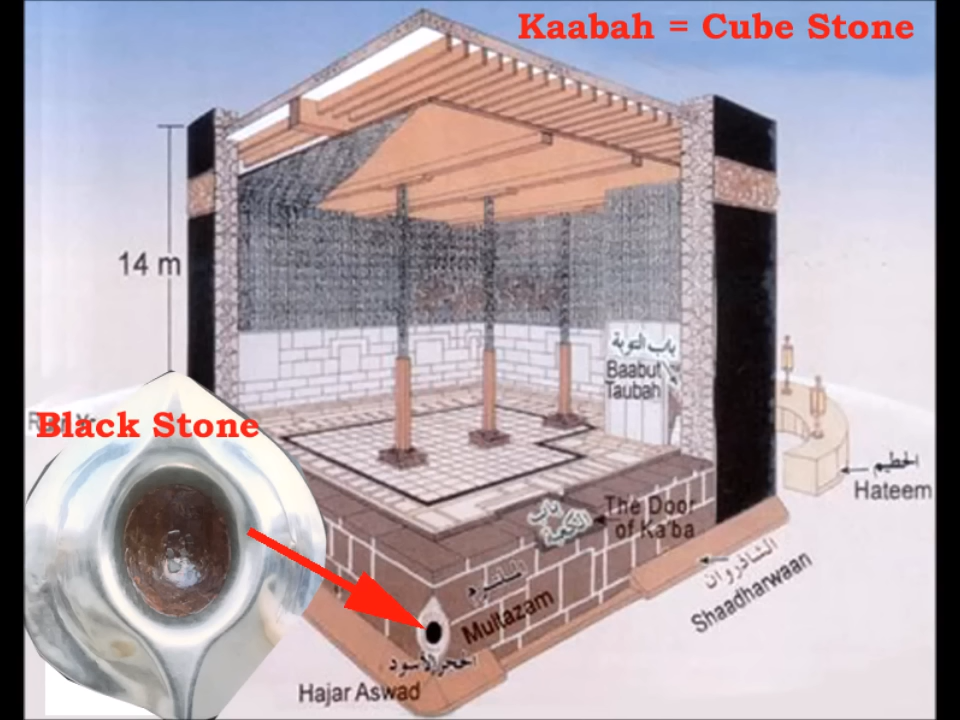 Kaabah = Cube Stone
14 m
باب التوبة
Baabut
Taubah
Black Stone
الحطيم
Hateem
باب
الكعبة
The Door
of Ka'ba
الشاذروان
Shaadharwaan
الملتزم
Multazam
الحجر الأسود
Hajar Aswad